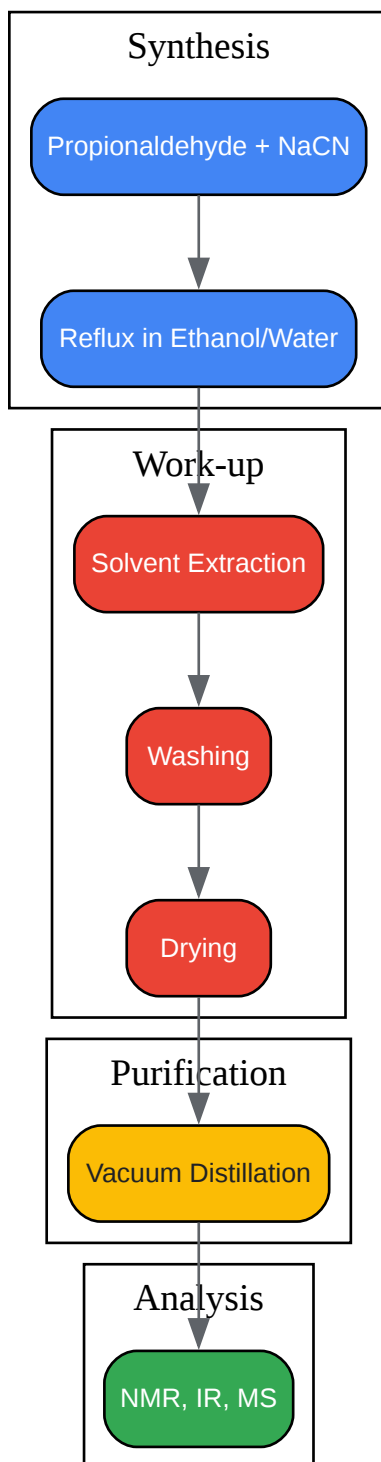 Synthesis
Propionaldehyde + NaCN
Reflux in Ethanol/Water
Work-up
Solvent Extraction
Washing
Drying
Purification
Vacuum Distillation
Analysis
NMR, IR, MS